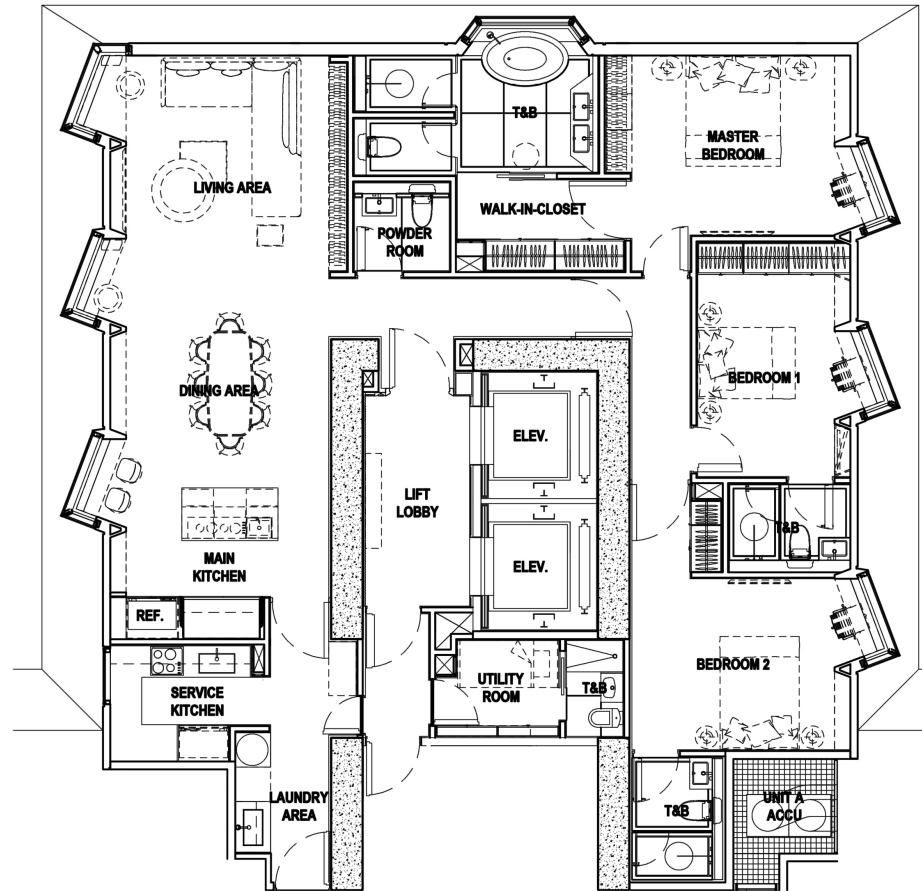 T&B
MASTER
BEDROOM
LIVING AREA
WALK-IN-CLOSET
POWDER
ROOM
DINING AREA
BEDROOM 1
ELEV.
LIFT
LOBBY
T&B
MAIN
KITCHEN
ELEV.
REF.
SERVICE
KITCHEN
UTILITY
ROOM
T&B
BEDROOM 2
LAUNDRY
AREA
T&B
UNIT A
ACCU